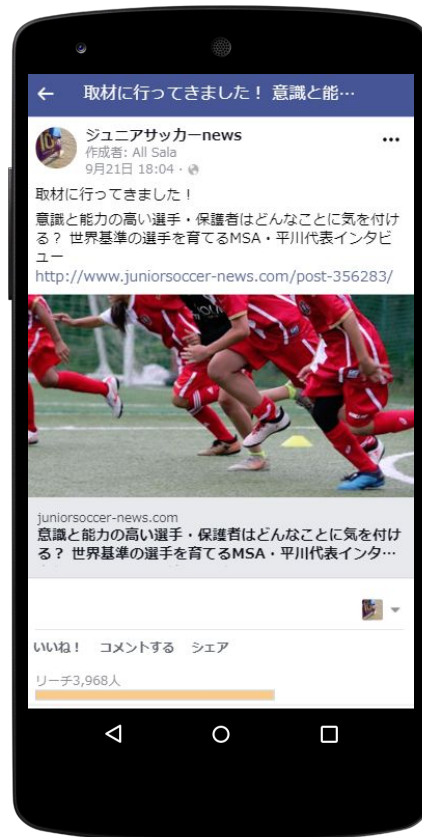 取材に行ってきました！ 意識と能…
ジュニアサッカーnews
作成者: All Sala
9月21日 18:04 ·
取材に行ってきました！
意識と能力の高い選手・保護者はどんなことに気を付け
る？ 世界基準の選手を育てるMSA・平川代表インタビ
ュー
http://www.juniorsoccer-news.com/post-356283/
juniorsoccer-news.com
意識と能力の高い選手・保護者はどんなことに気を付け
る？ 世界基準の選手を育てるMSA・平川代表インタ…
いいね！ コメントする シェア
リーチ3,968人